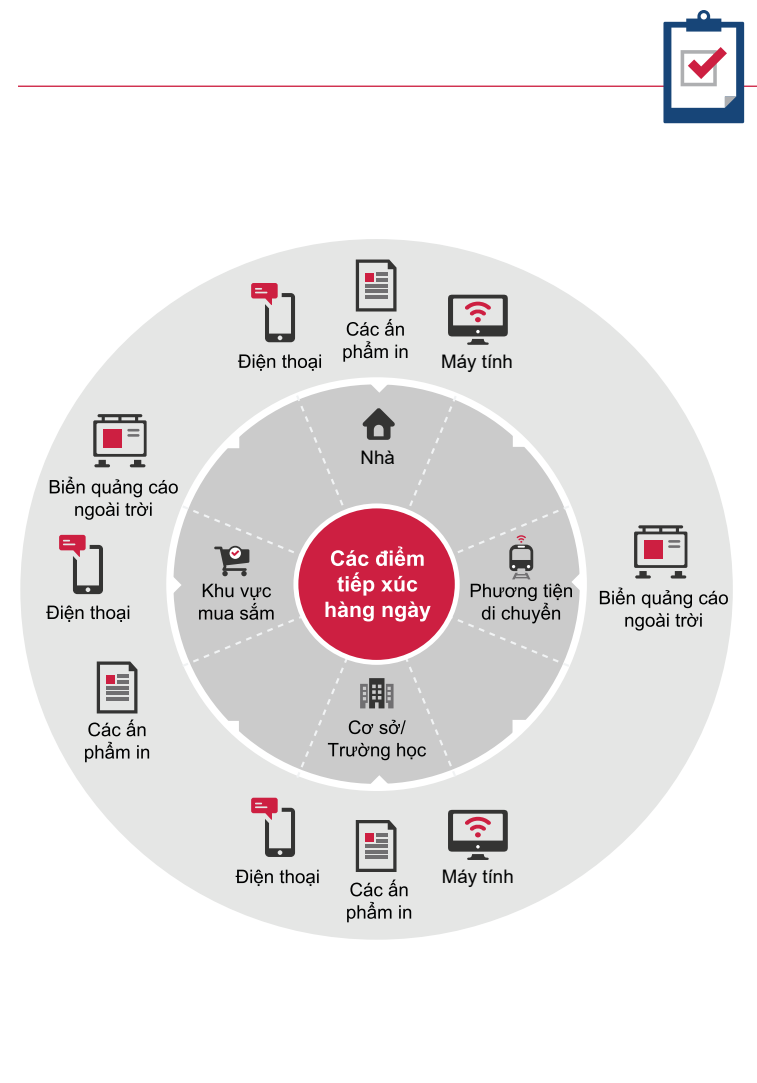 Điện thoại
Các ấn
phẩm in
Máy tính
Biển quảng cáo
ngoài trời
Nhà
Điện thoại
Khu vực
mua sắm
Các điểm
tiếp xúc
hàng ngày
Phương tiện
di chuyển
Biển quảng cáo
ngoài trời
Các ấn
phẩm in
Cơ sở/
Trường học
Điện thoại
Các ấn
phẩm in
Máy tính